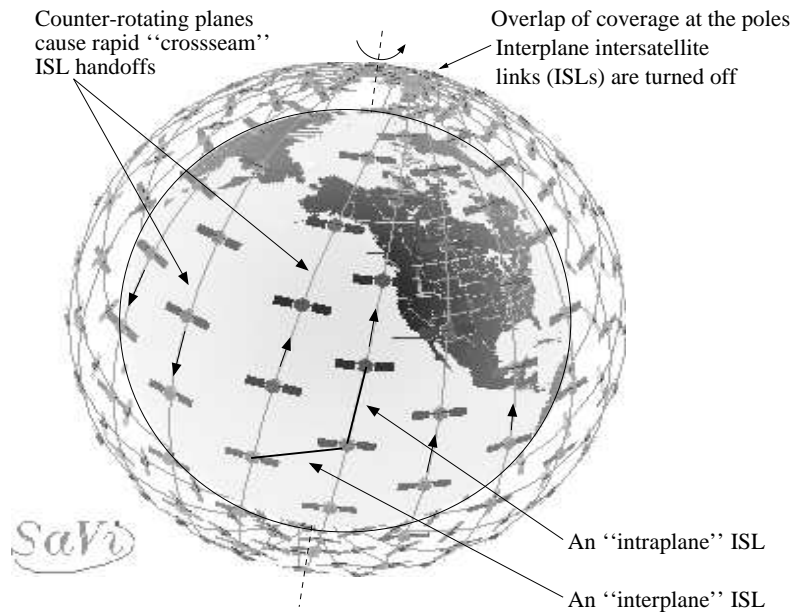 Counter-rotating planes
cause rapid ‘‘crossseam’’
ISL handoffs
Overlap of coverage at the poles
Interplane intersatellite
links (ISLs) are turned off
SaVi
An ‘‘intraplane’’ ISL
An ‘‘interplane’’ ISL